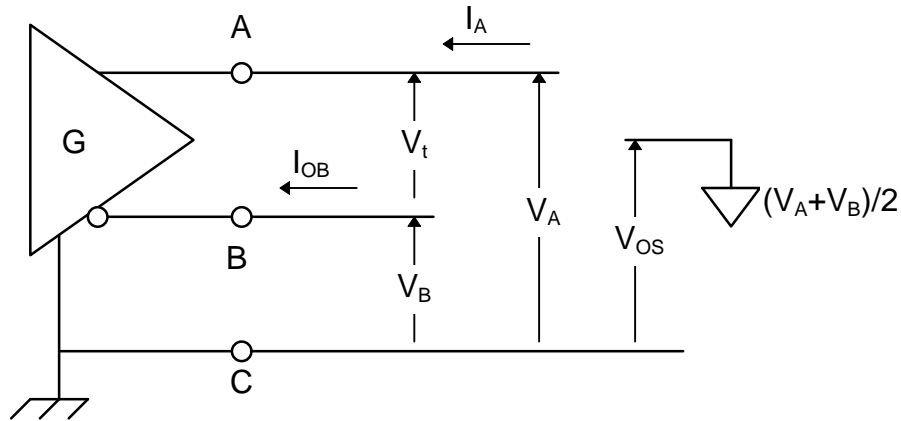 A
I_A
G
V_t
I_OB
V_A
(V_A+V_B)/2
V_OS
B
V_B
C